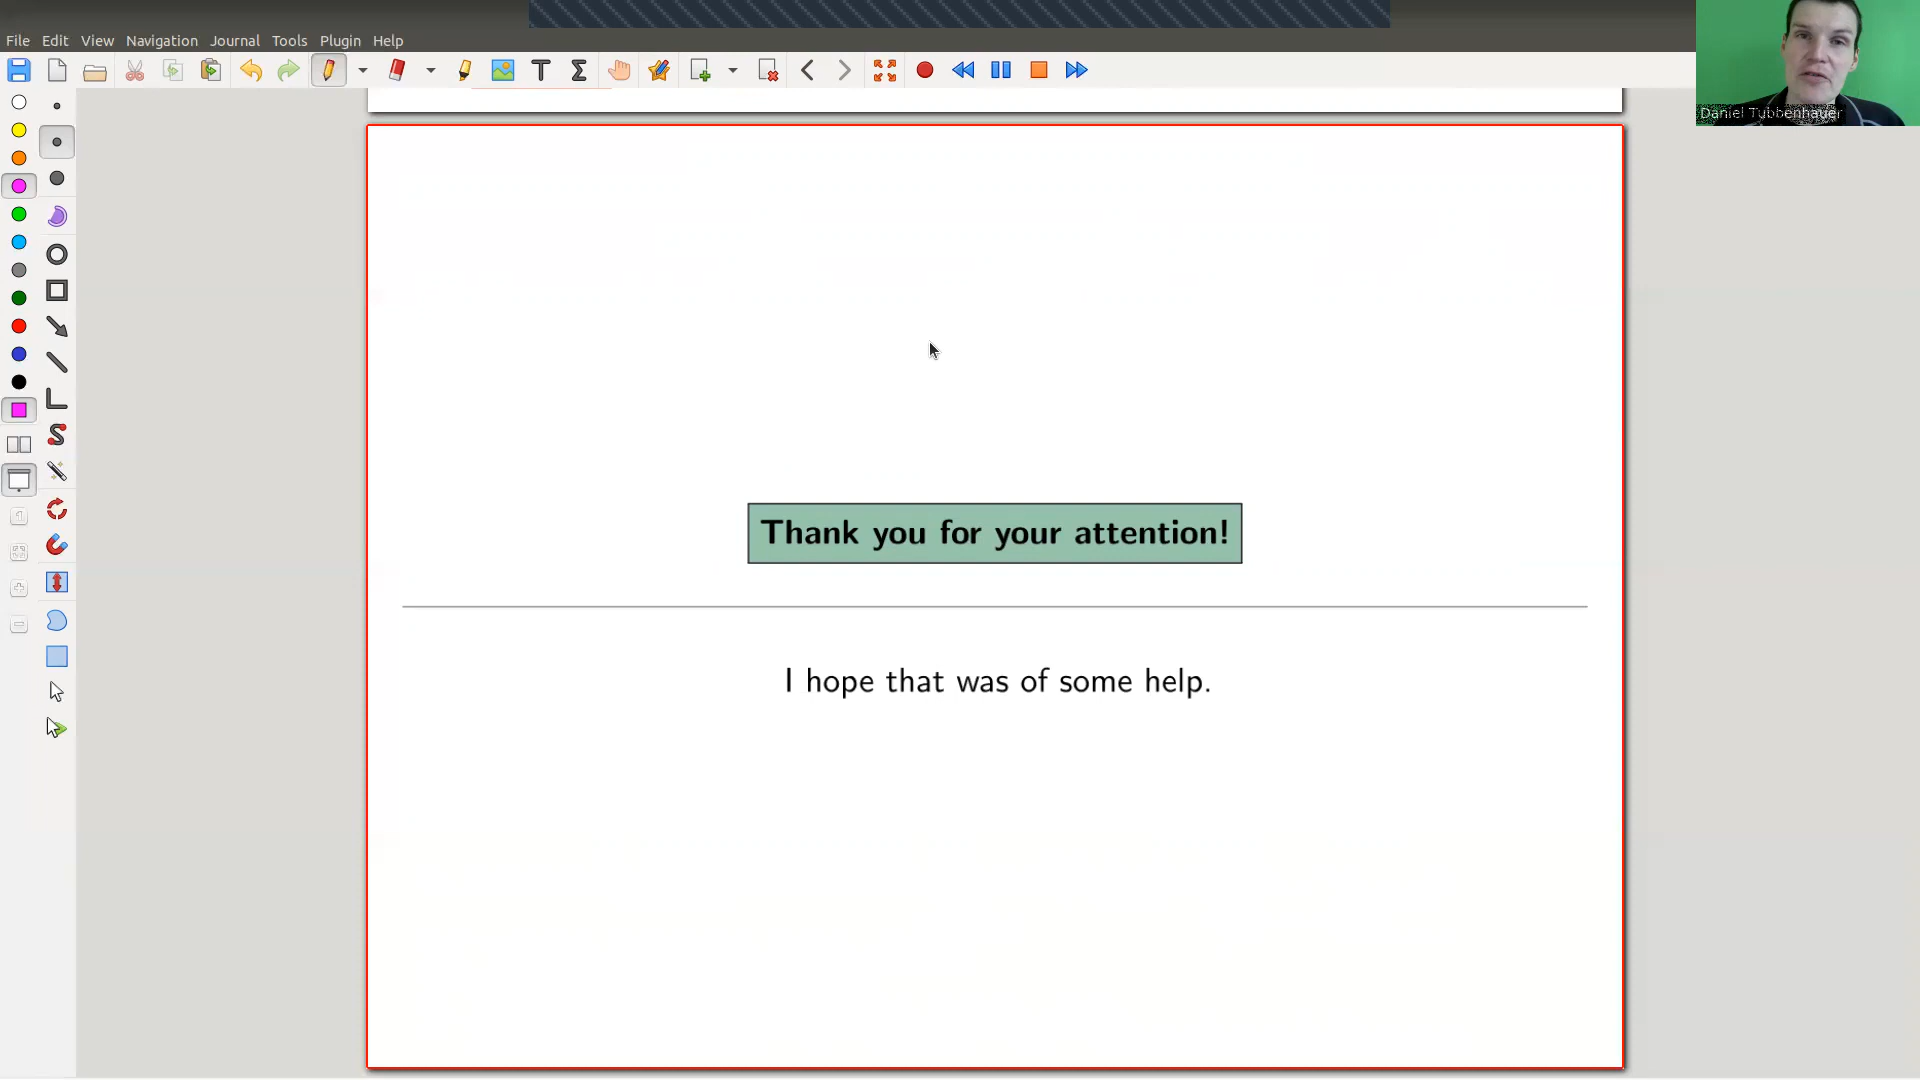 File Edit View Navigation Journal Tools Plugin Help
Daniel Tubbenhauer
Thank you for your attention!
I hope that was of some help.